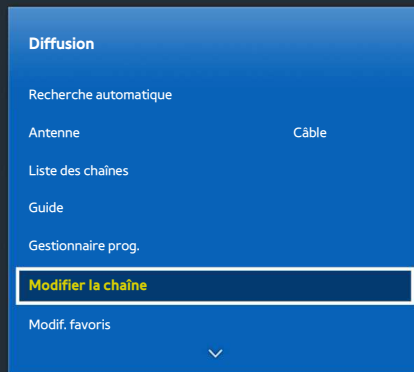 Diffusion
Recherche automatique
Antenne Câble
Liste des chaînes
Guide
Gestionnaire prog.
Modifier la chaîne
Modif. favoris